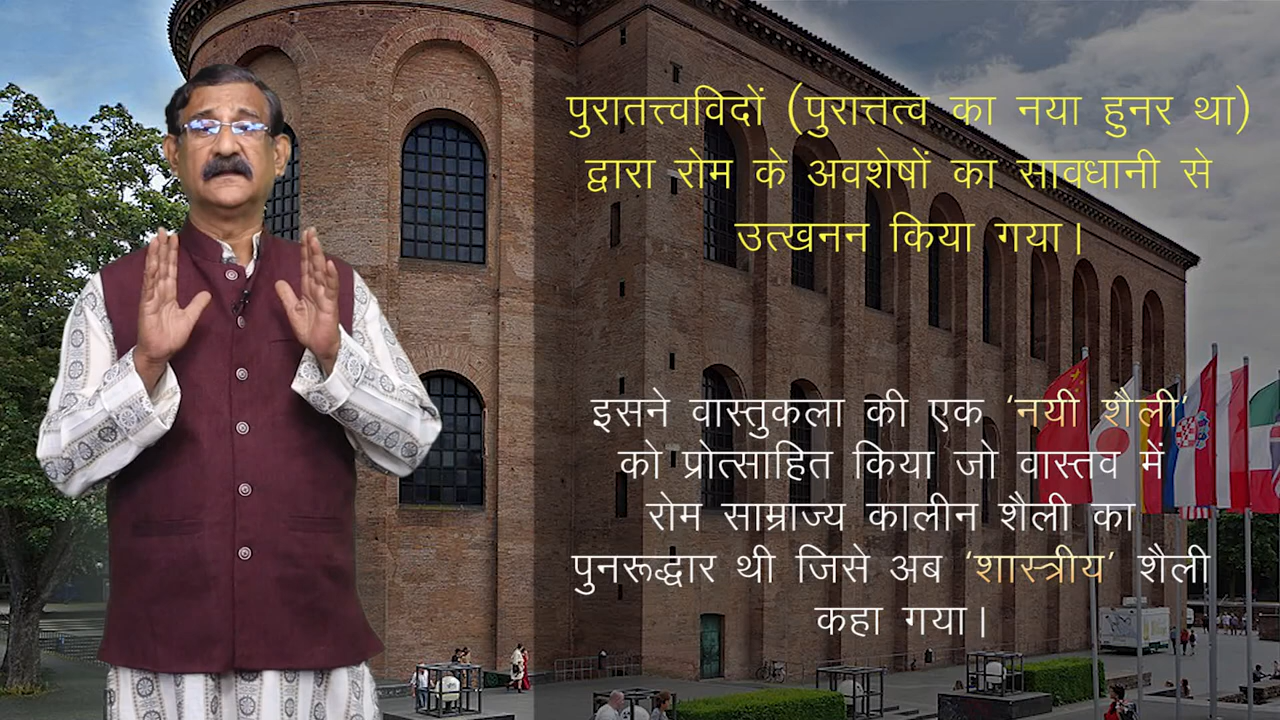 पुरातत्त्वविदों (पुरात्तत्व का नया हुनर था)
द्वारा रोम के अवशेषों का सावधानी से
उत्खनन किया गया।
इसने वास्तुकला की एक ‘नयी शैली’
को प्रोत्साहित किया जो वास्तव में
रोम साम्राज्य कालीन शैली का
पुनरूद्धार थी जिसे अब ‘शास्त्रीय’ शैली
कहा गया।